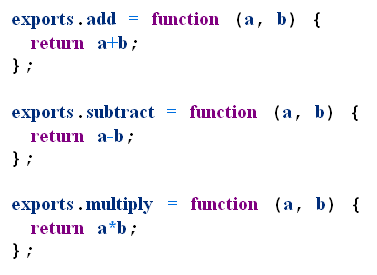 exports.add = function (a, b) {
  return a+b;
};

exports.subtract = function (a, b) {
  return a-b;
};

exports.multiply = function (a, b) {
  return a*b;
};